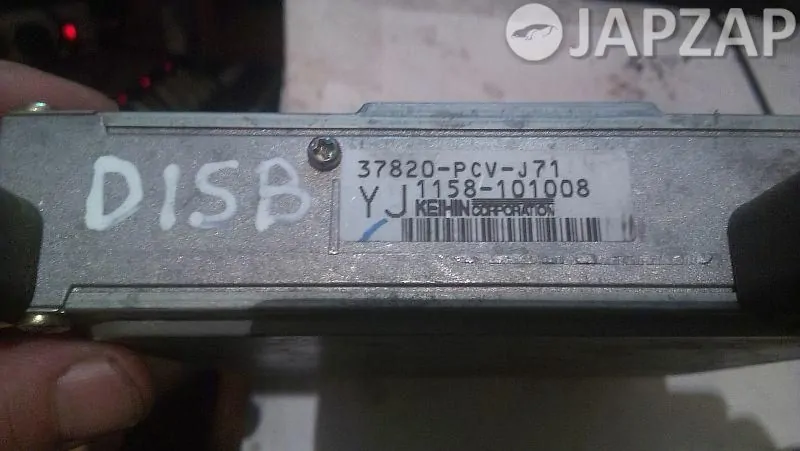 JAPZAP
D15B
37820-PCV-J71
1158-101008
YJ KEIHIN CORPORATION